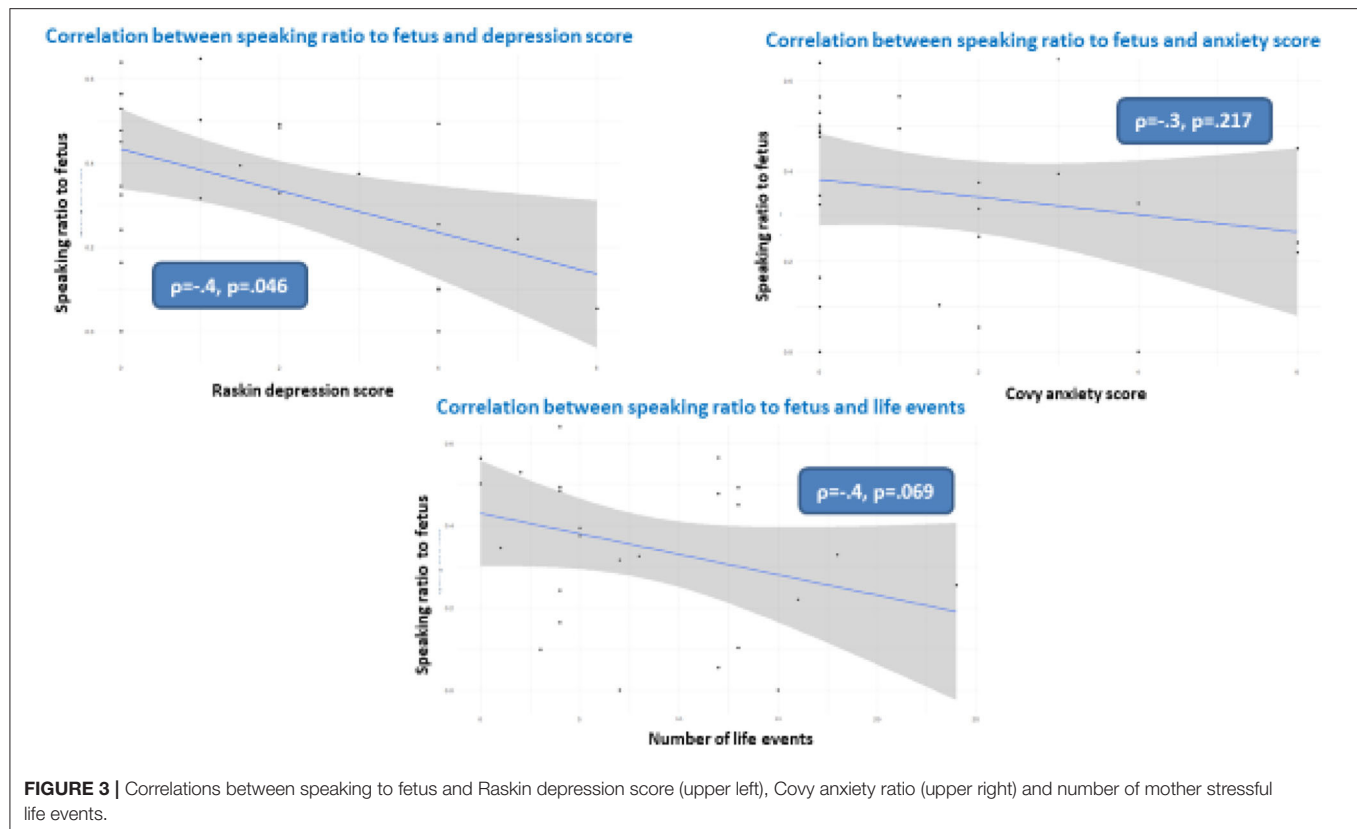 Correlation between speaking ratio to fetus and depression score
Speaking ratio to fetus
ρ=-.4, p=.046
Raskin depression score
Correlation between speaking ratio to fetus and anxiety score
Speaking ratio to fetus
ρ=-.3, p=.217
Covy anxiety score
Correlation between speaking ratio to fetus and life events
Speaking ratio to fetus
ρ=-.4, p=.069
Number of life events
FIGURE 3 | Correlations between speaking to fetus and Raskin depression score (upper left), Covy anxiety ratio (upper right) and number of mother stressful
life events.